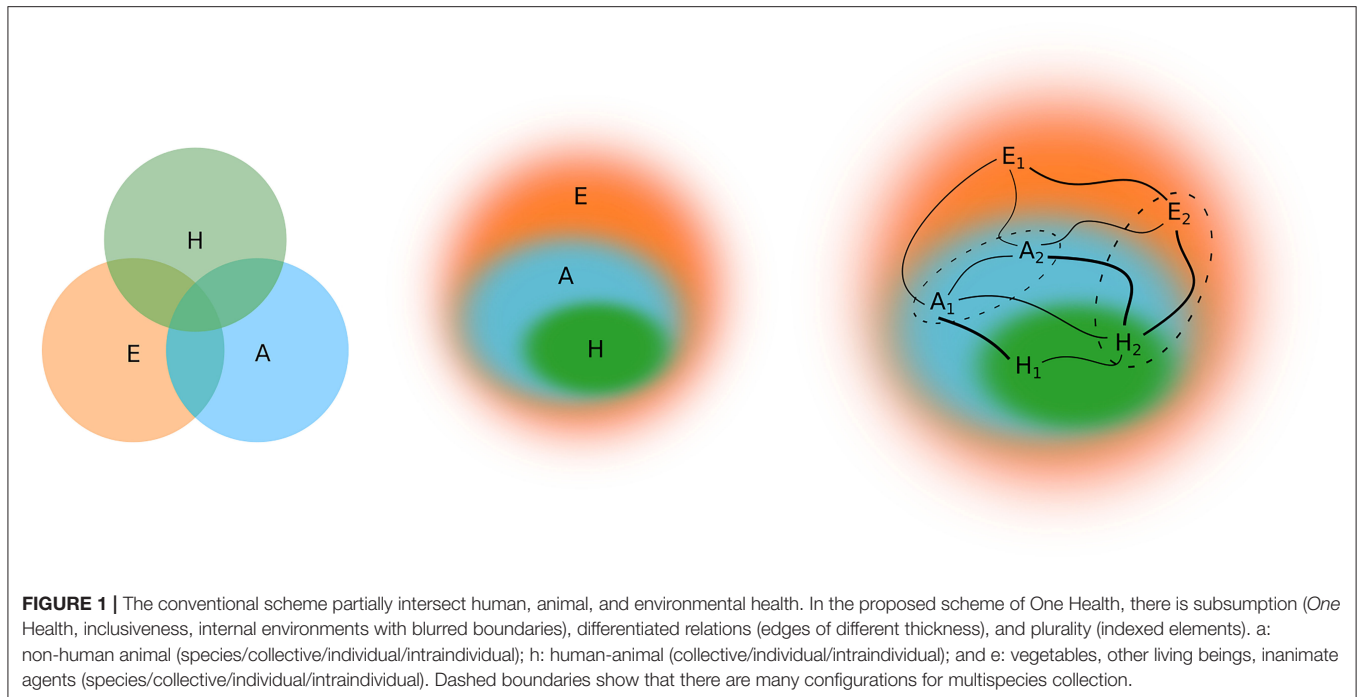 H
E
A
E
A
H
E₁
E₂
A₂
A₁
H₂
H₁
FIGURE 1 | The conventional scheme partially intersect human, animal, and environmental health. In the proposed scheme of One Health, there is subsumption (One
Health, inclusiveness, internal environments with blurred boundaries), differentiated relations (edges of different thickness), and plurality (indexed elements). a:
non-human animal (species/collective/individual/intraindividual); h: human-animal (collective/individual/intraindividual); and e: vegetables, other living beings, inanimate
agents (species/collective/individual/intraindividual). Dashed boundaries show that there are many configurations for multispecies collection.